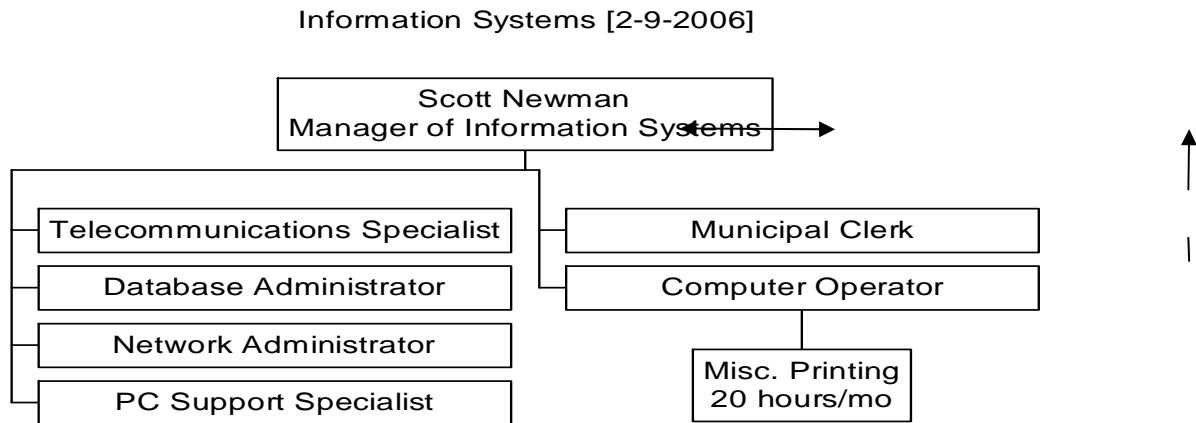 Information Systems [2-9-2006]
Scott Newman
Manager of Information Systems
Telecommunications Specialist
Municipal Clerk
Database Administrator
Computer Operator
Network Administrator
Misc. Printing
20 hours/mo
PC Support Specialist